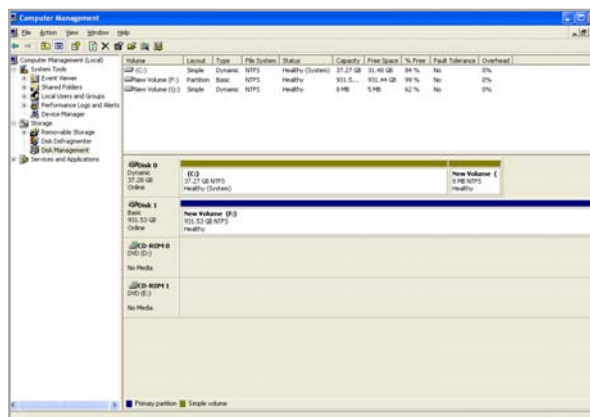 Computer Management
File Action View Window Help
Computer Management (Local)
System Tools
Event Viewer
Shared Folders
Local Users and Groups
Performance Logs and Alerts
Device Manager
Storage
Removable Storage
Disk Defragmenter
Disk Management
Services and Applications
Volume Layout Type File System Status Capacity Free Space % Free Fault Tolerance Overhead
(C:) Simple Dynamic NTFS Healthy (System) 37.27 GB 31.48 GB 84 % No 0%
New Volume (F:) Partition Basic NTFS Healthy 931.5... 931.44 GB 99 % No 0%
New Volume (Q:) Simple Dynamic NTFS Healthy 8 MB 5 MB 62 % No 0%
Disk 0
Dynamic
37.28 GB
Online
(C:)
37.27 GB NTFS
Healthy (System)
New Volume (
8 MB NTFS
Healthy
Disk 1
Basic
931.53 GB
Online
New Volume (F:)
931.53 GB NTFS
Healthy
CD-ROM 0
DVD (D:)
No Media
CD-ROM 1
DVD (E:)
No Media
Primary partition Simple volume